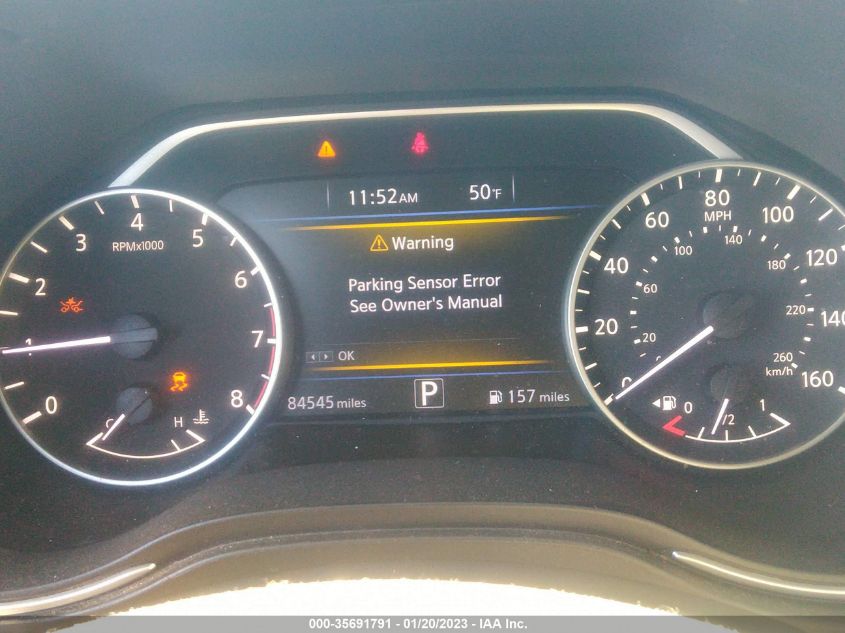 11:52AM 50°F
Warning
Parking Sensor Error
See Owner's Manual
OK
84545 miles P 157 miles
0 1 2 3 4 5 6 7 8
RPMx1000
C H
0 20 40 60 80 100 120 140 160
MPH
0 20 60 100 140 180 220 260
km/h
0 1/2 1
000-35691791 - 01/20/2023 - IAA Inc.